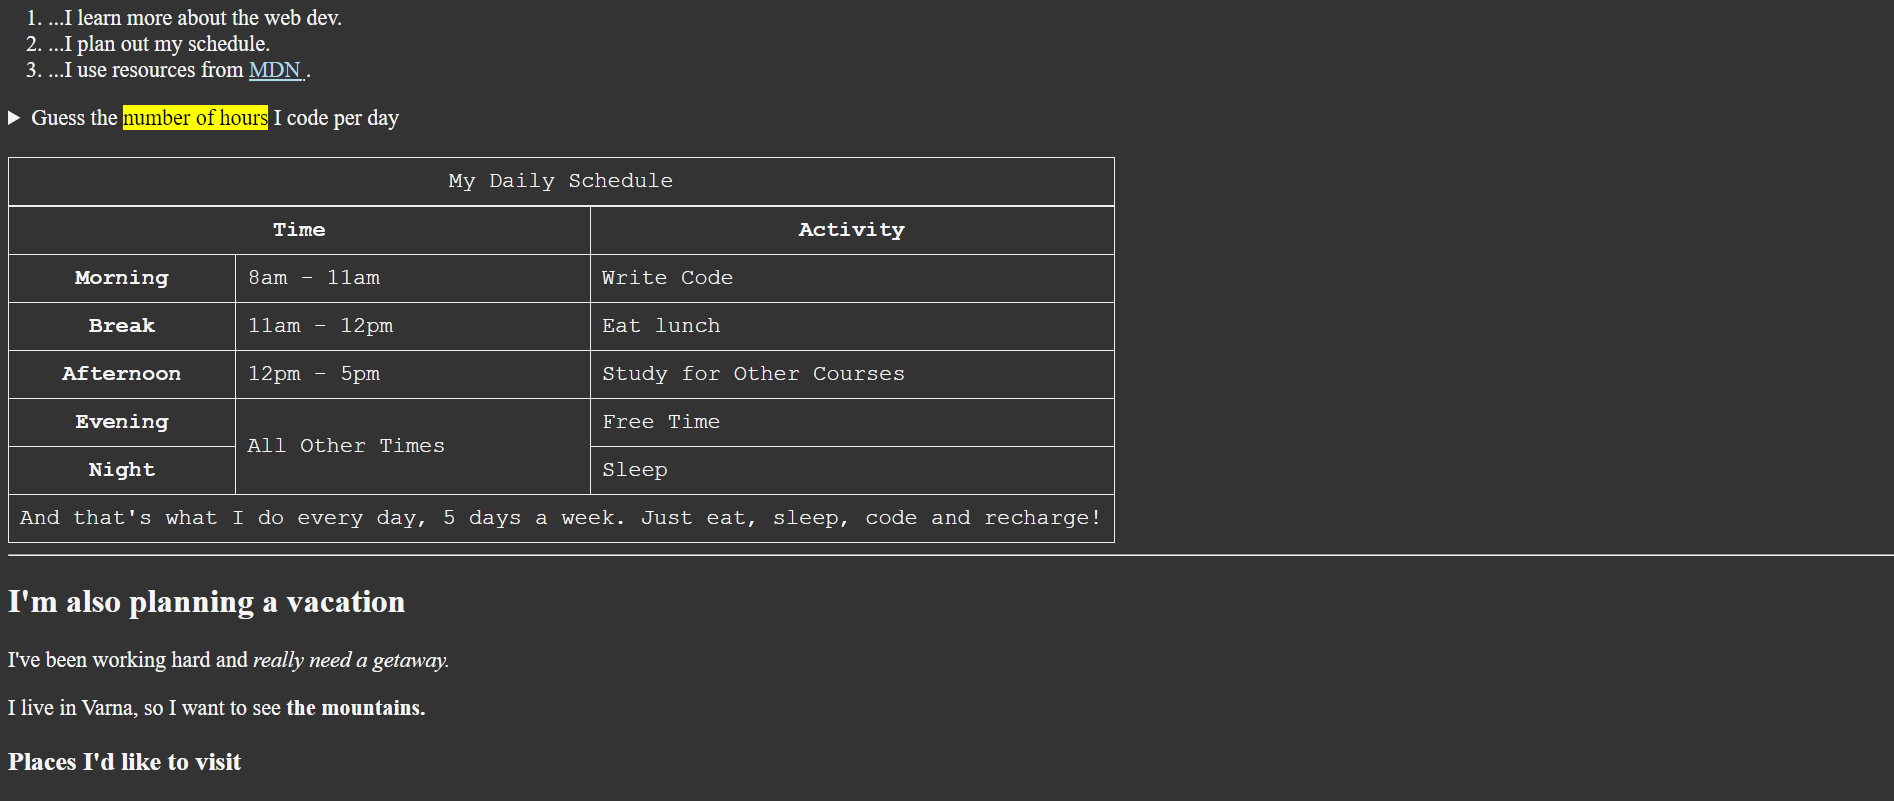 1. ...I learn more about the web dev.
2. ...I plan out my schedule.
3. ...I use resources from MDN .
Guess the number of hours I code per day
My Daily Schedule
Time Activity
Morning 8am - 11am Write Code
Break 11am - 12pm Eat lunch
Afternoon 12pm - 5pm Study for Other Courses
Evening All Other Times Free Time
Night Sleep
And that's what I do every day, 5 days a week. Just eat, sleep, code and recharge!
I'm also planning a vacation
I've been working hard and really need a getaway.
I live in Varna, so I want to see the mountains.
Places I'd like to visit